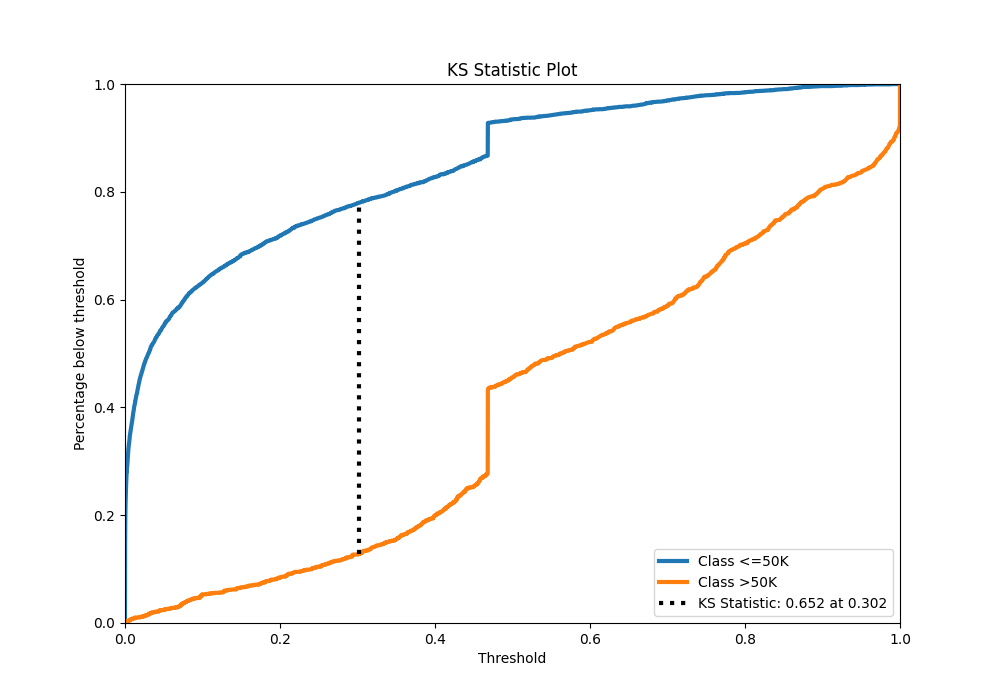 KS Statistic Plot
1.0
0.8
0.6
0.4
0.2
0.0
Percentage below threshold
0.0 0.2 0.4 0.6 0.8 1.0
Threshold
Class <=50K
Class >50K
KS Statistic: 0.652 at 0.302